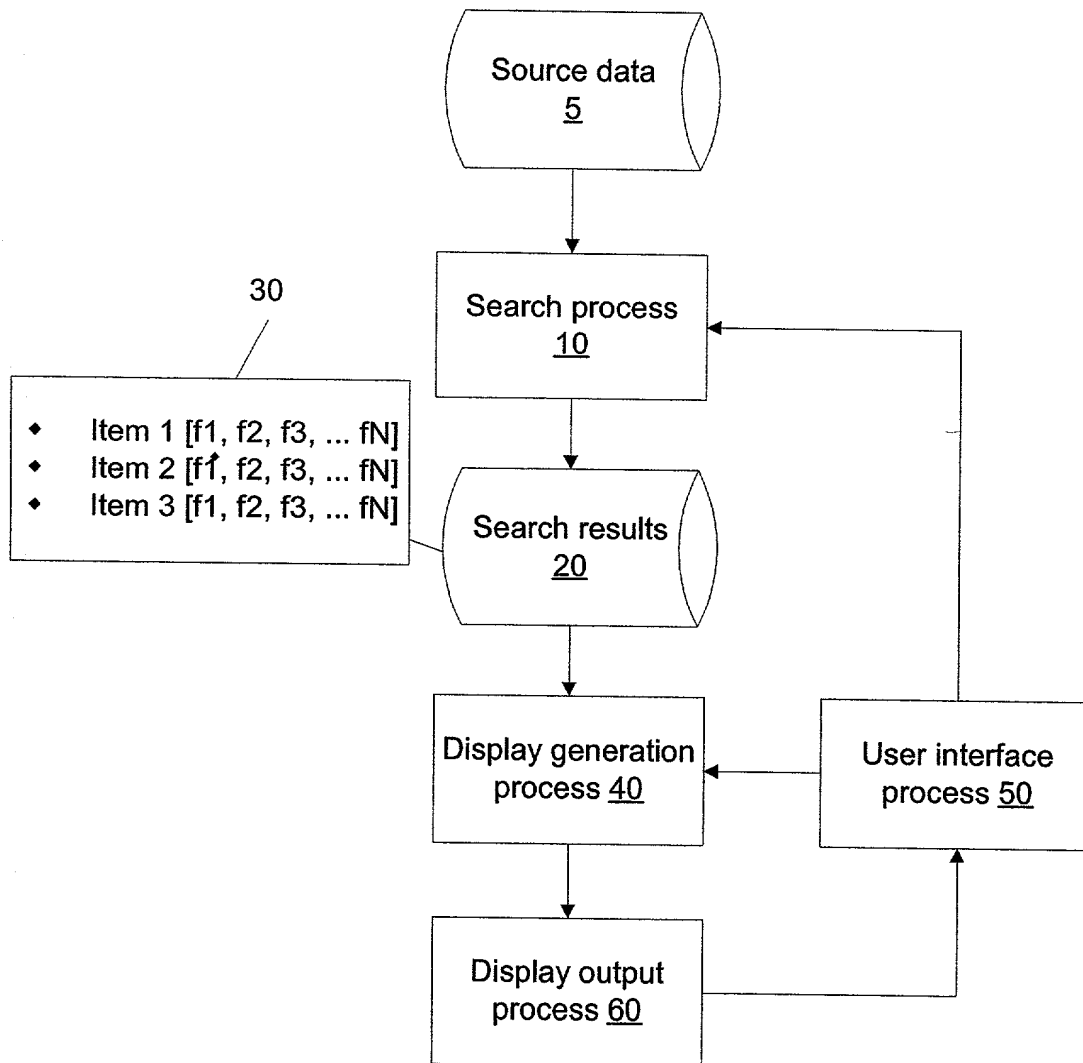 Source data
5
Search process
10
30
◆ Item 1 [f1, f2, f3, ... fN]
◆ Item 2 [f1, f2, f3, ... fN]
◆ Item 3 [f1, f2, f3, ... fN]
Search results
20
Display generation
process 40
User interface
process 50
Display output
process 60